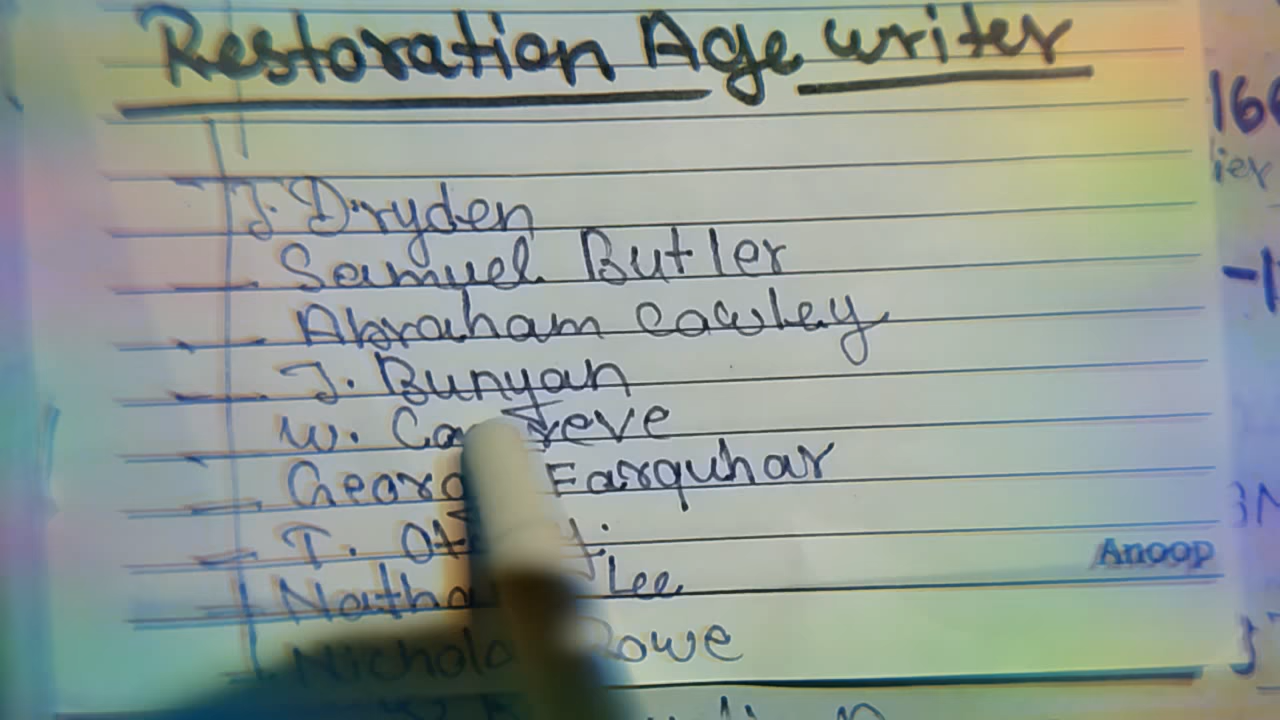 Restoration Age writer
J. Dryden
Samuel Butler
Abraham Cowley
J. Bunyan
W.
Farquhar
T.
Lee
Rowe
Anoop